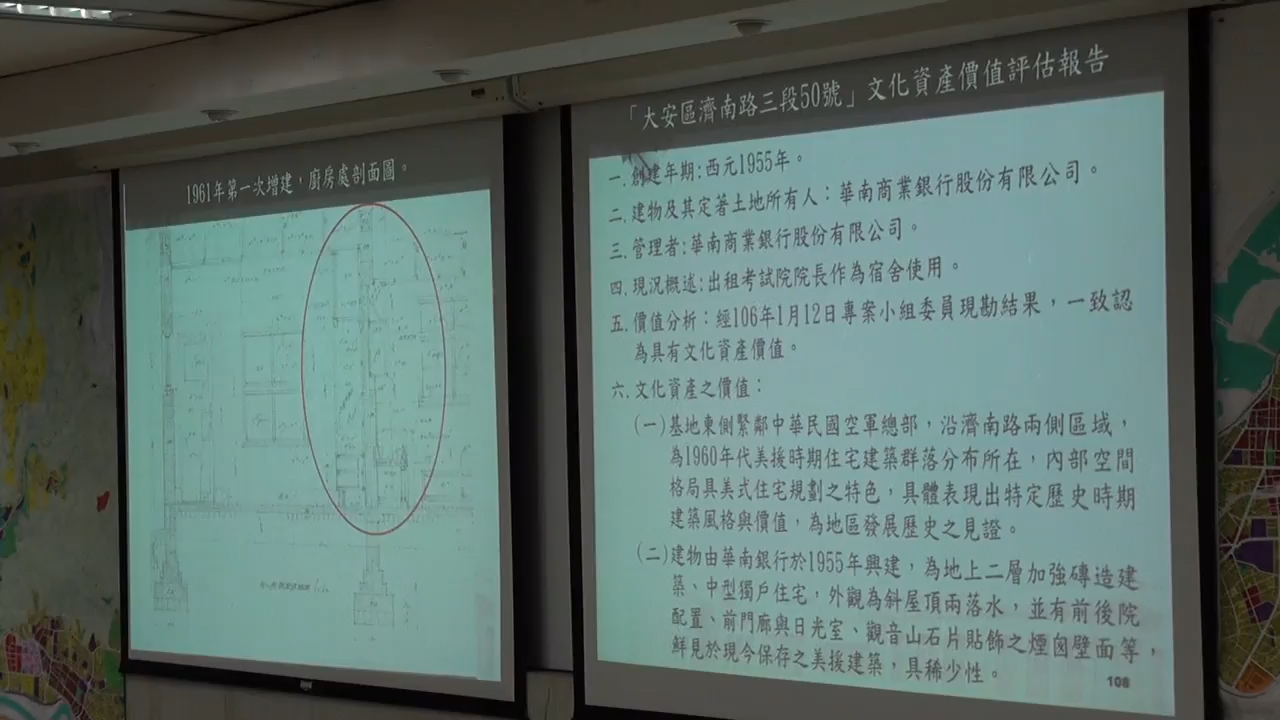 1961年第一次增建，廚房處剖面圖。
「大安區濟南路三段50號」文化資產價值評估報告
一. 創建年期:西元1955年。
二. 建物及其定著土地所有人：華南商業銀行股份有限公司。
三. 管理者:華南商業銀行股份有限公司。
四. 現況概述:出租考試院院長作為宿舍使用。
五. 價值分析：經106年1月12日專案小組委員現勘結果，一致認
為具有文化資產價值。
六. 文化資產之價值：
(一)基地東側緊鄰中華民國空軍總部，沿濟南路兩側區域，
為1960年代美援時期住宅建築群落分布所在，內部空間
格局具美式住宅規劃之特色，具體表現出特定歷史時期
建築風格與價值，為地區發展歷史之見證。
(二)建物由華南銀行於1955年興建，為地上二層加強磚造建
築、中型獨戶住宅，外觀為斜屋頂兩落水，並有前後院
配置、前門廊與日光室、觀音山石片貼飾之煙囪壁面等，
鮮見於現今保存之美援建築，具稀少性。
108